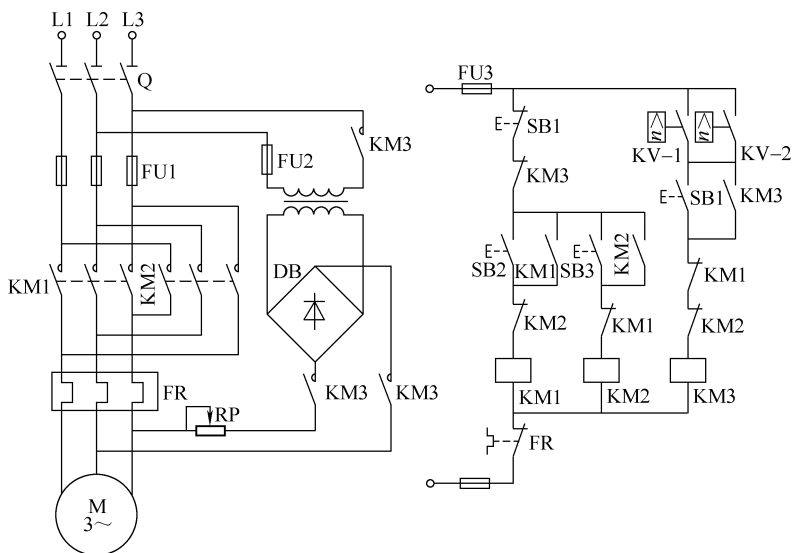 L1 L2 L3
Q
FU1
FU2
KM3
KM1
KM2
DB
KM3
KM3
FR
RP
M
3～
FU3
SB1
KM3
n>
n>
KV-1
KV-2
SB1
KM3
SB2
KM1
SB3
KM2
KM1
KM2
KM1
KM2
KM1
KM2
KM3
FR